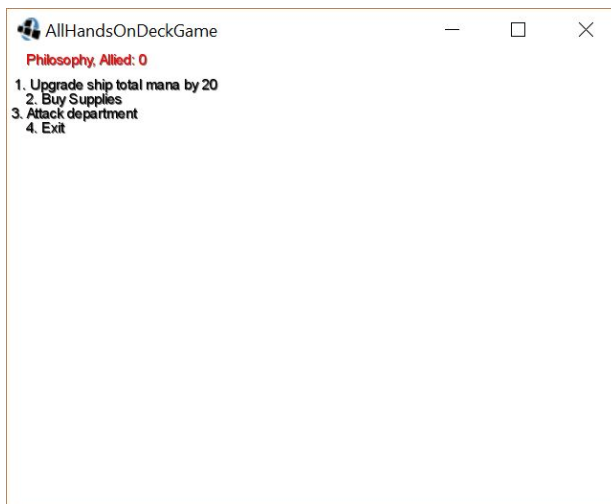 AllHandsOnDeckGame
Philosophy, Allied: 0
1. Upgrade ship total mana by 20
2. Buy Supplies
3. Attack department
4. Exit